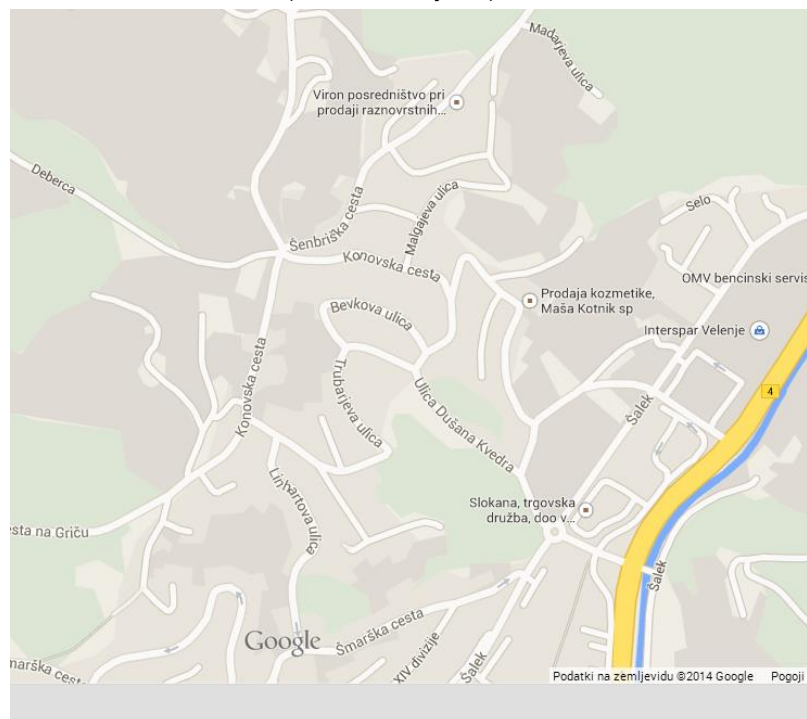 Madarjeva ulica
Viron posredništvo pri
prodaji raznovrstnih...
Deberca
Malgajeva ulica
Selo
Šenbriška cesta
Konovska cesta
OMV bencinski servis
Prodaja kozmetike,
Maša Kotnik sp
Bevkova ulica
Interspar Velenje
Konovska cesta
Trubarjeva ulica
4
Ulica Dušana Kvedra
Šalek
Linhartova ulica
Slokana, trgovska
družba, doo v...
esta na Griču
Šalek
Google
Šmarška cesta
XIV divizije
Šalek
marška cesta
Podatki na zemljevidu ©2014 Google Pogoji